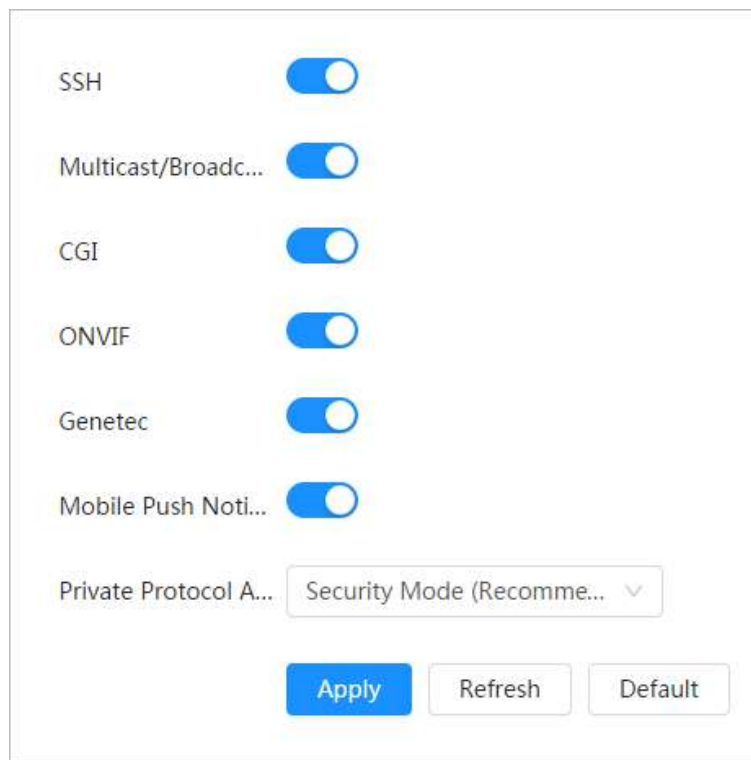 SSH
Multicast/Broadc...
CGI
ONVIF
Genetec
Mobile Push Noti...
Private Protocol A... Security Mode (Recomme...
Apply Refresh Default